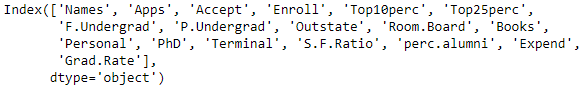 Index(['Names', 'Apps', 'Accept', 'Enroll', 'Top10perc', 'Top25perc',
'F.Undergrad', 'P.Undergrad', 'Outstate', 'Room.Board', 'Books',
'Personal', 'PhD', 'Terminal', 'S.F.Ratio', 'perc.alumni', 'Expend',
'Grad.Rate'],
dtype='object')